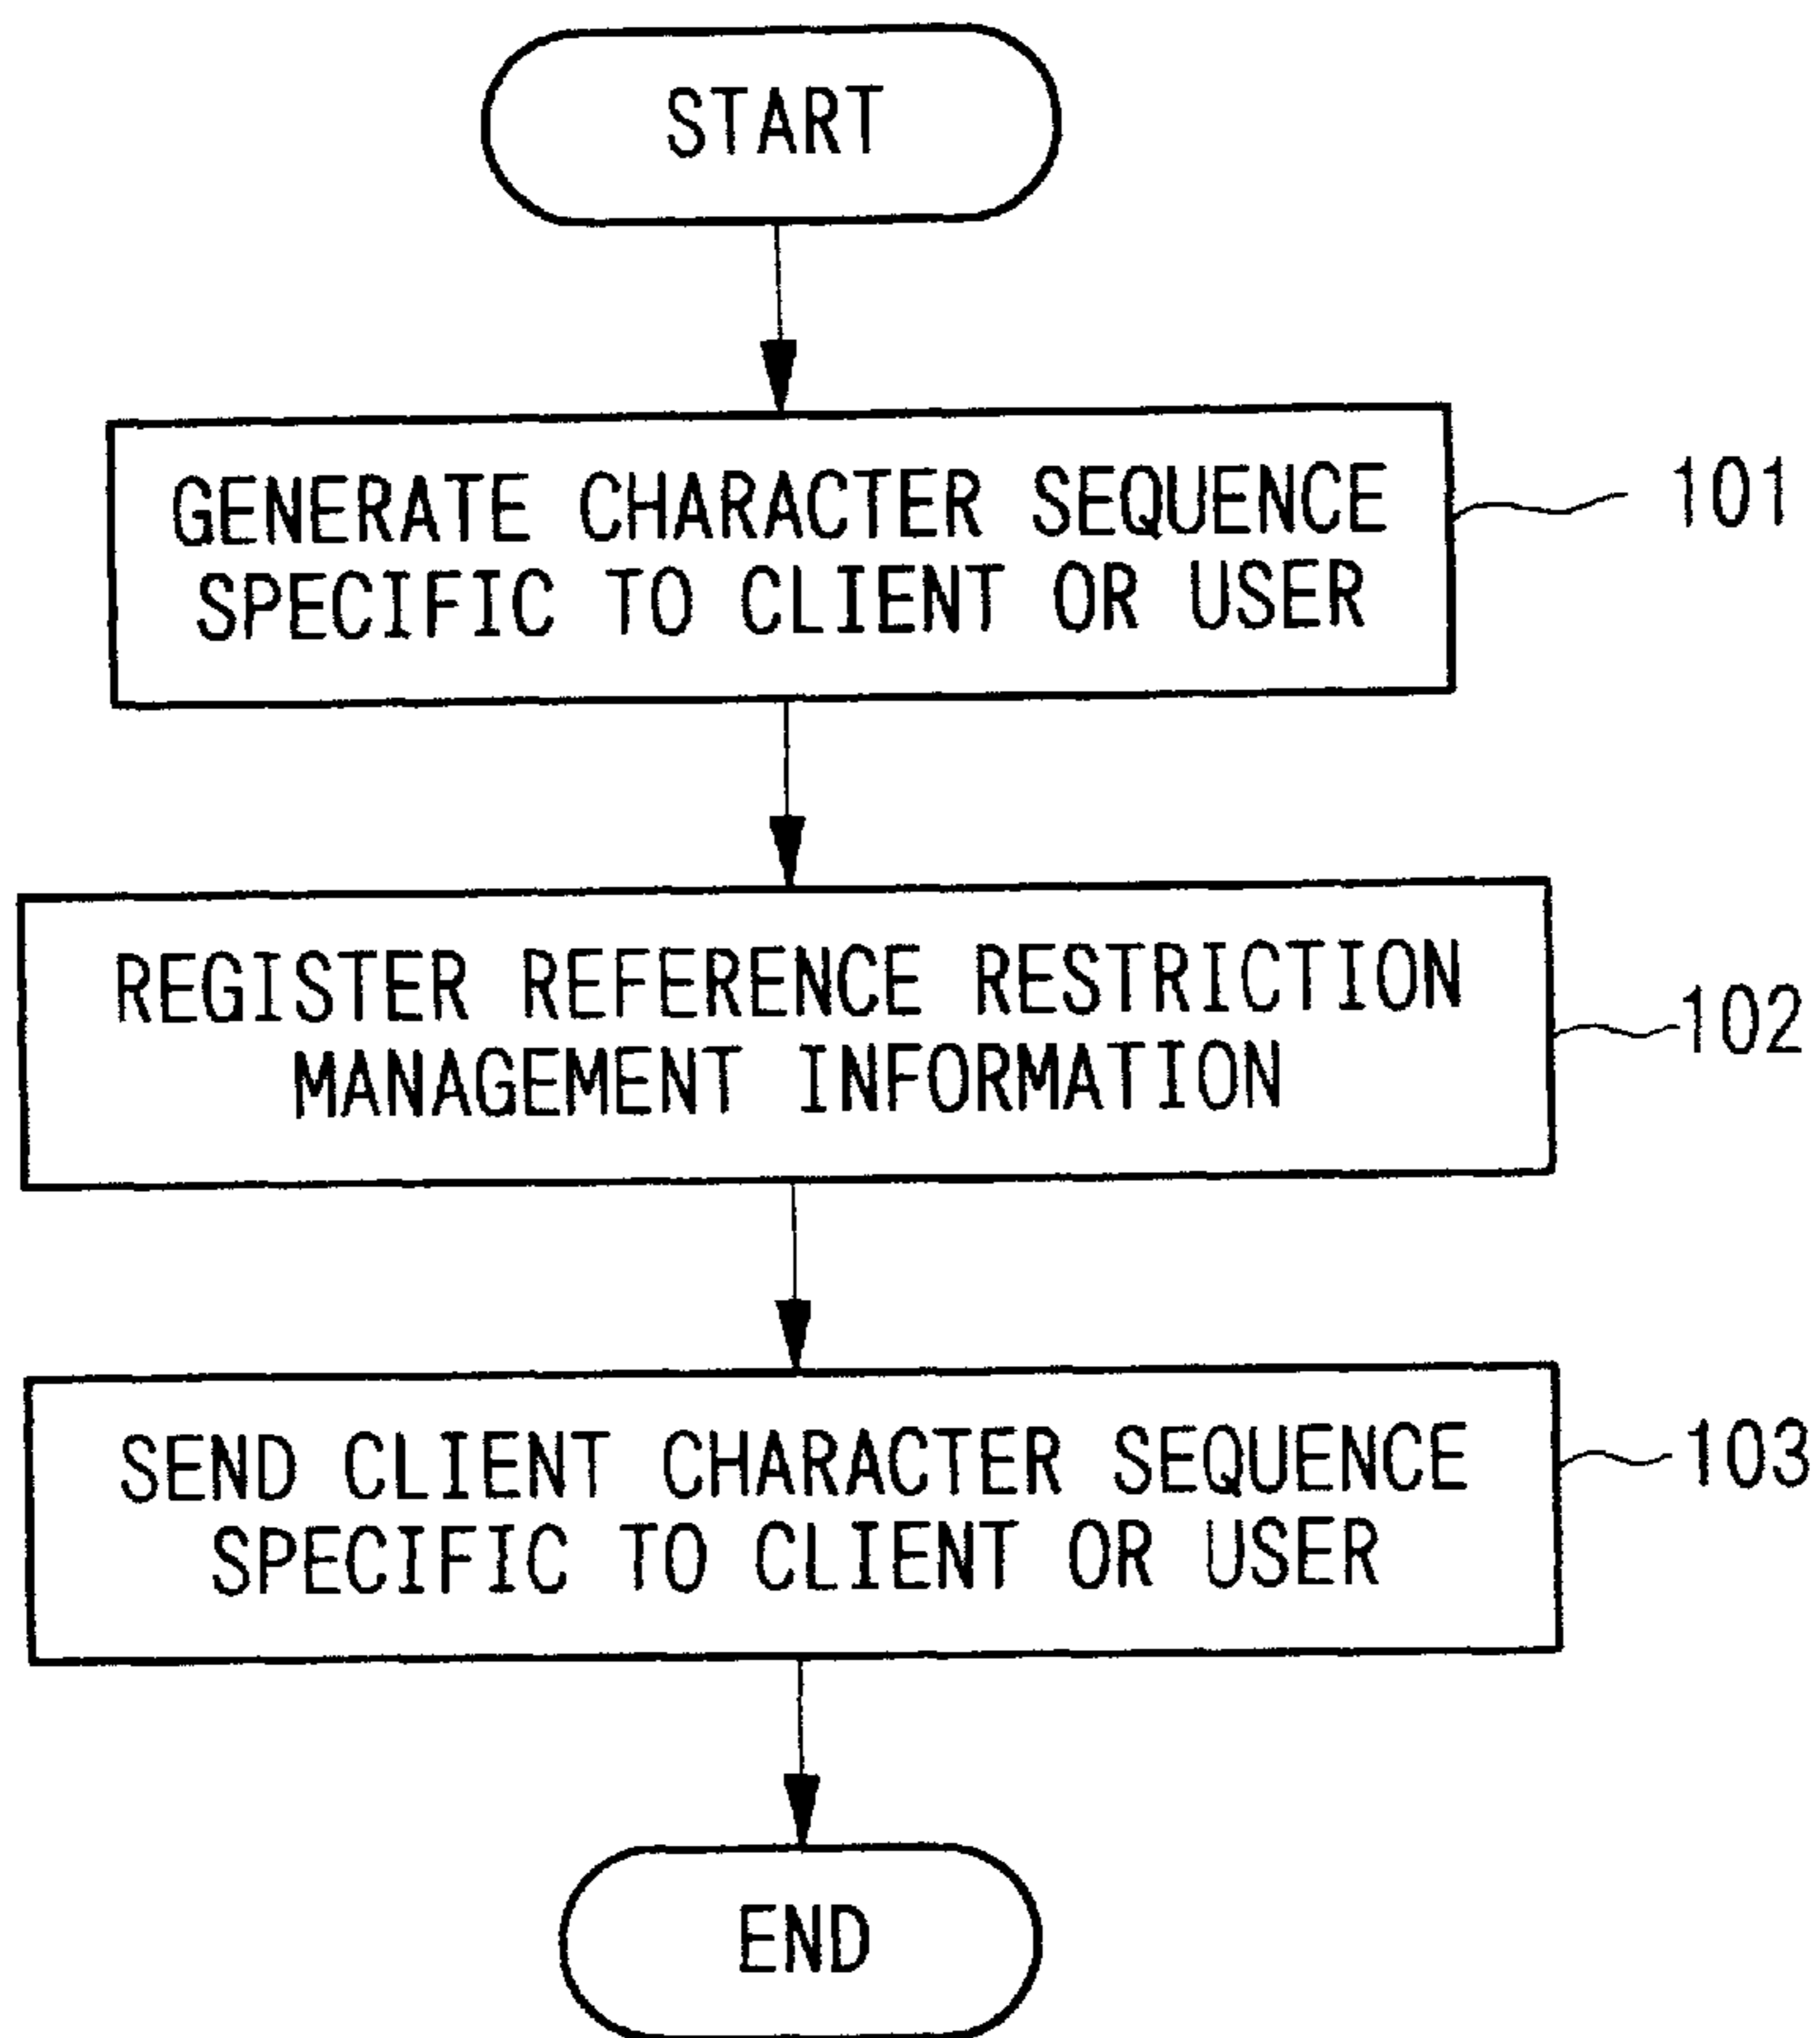 START
GENERATE CHARACTER SEQUENCE
SPECIFIC TO CLIENT OR USER
101
REGISTER REFERENCE RESTRICTION
MANAGEMENT INFORMATION
102
SEND CLIENT CHARACTER SEQUENCE
SPECIFIC TO CLIENT OR USER
103
END